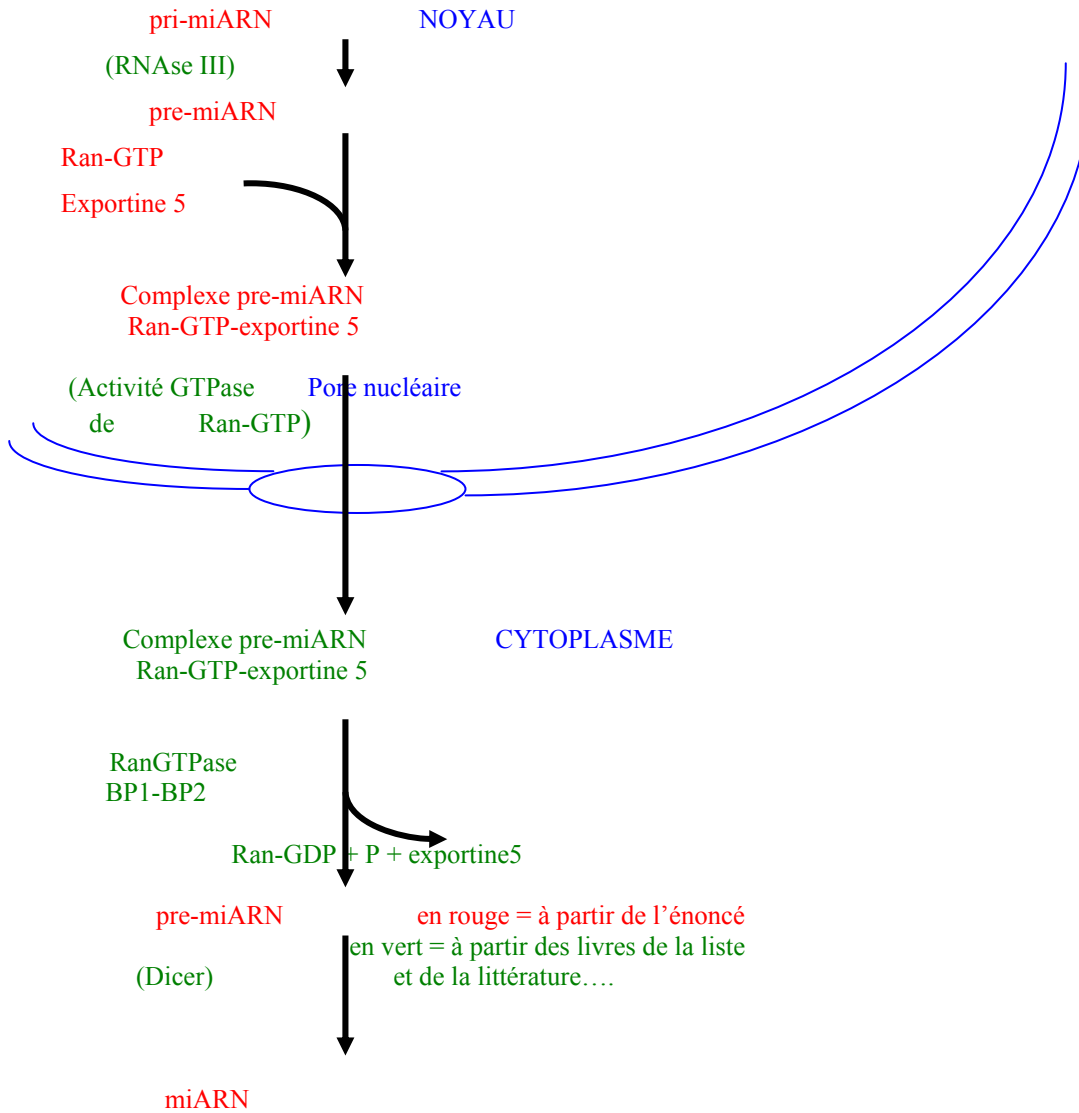 pri-miARN NOYAU
(RNAse III)
pre-miARN
Ran-GTP
Exportine 5
Complexe pre-miARN
Ran-GTP-exportine 5
(Activité GTPase Pore nucléaire
de Ran-GTP)
Complexe pre-miARN CYTOPLASME
Ran-GTP-exportine 5
RanGTPase
BP1-BP2
Ran-GDP + P + exportine5
pre-miARN en rouge = à partir de l’énoncé
en vert = à partir des livres de la liste
(Dicer) et de la littérature….
miARN